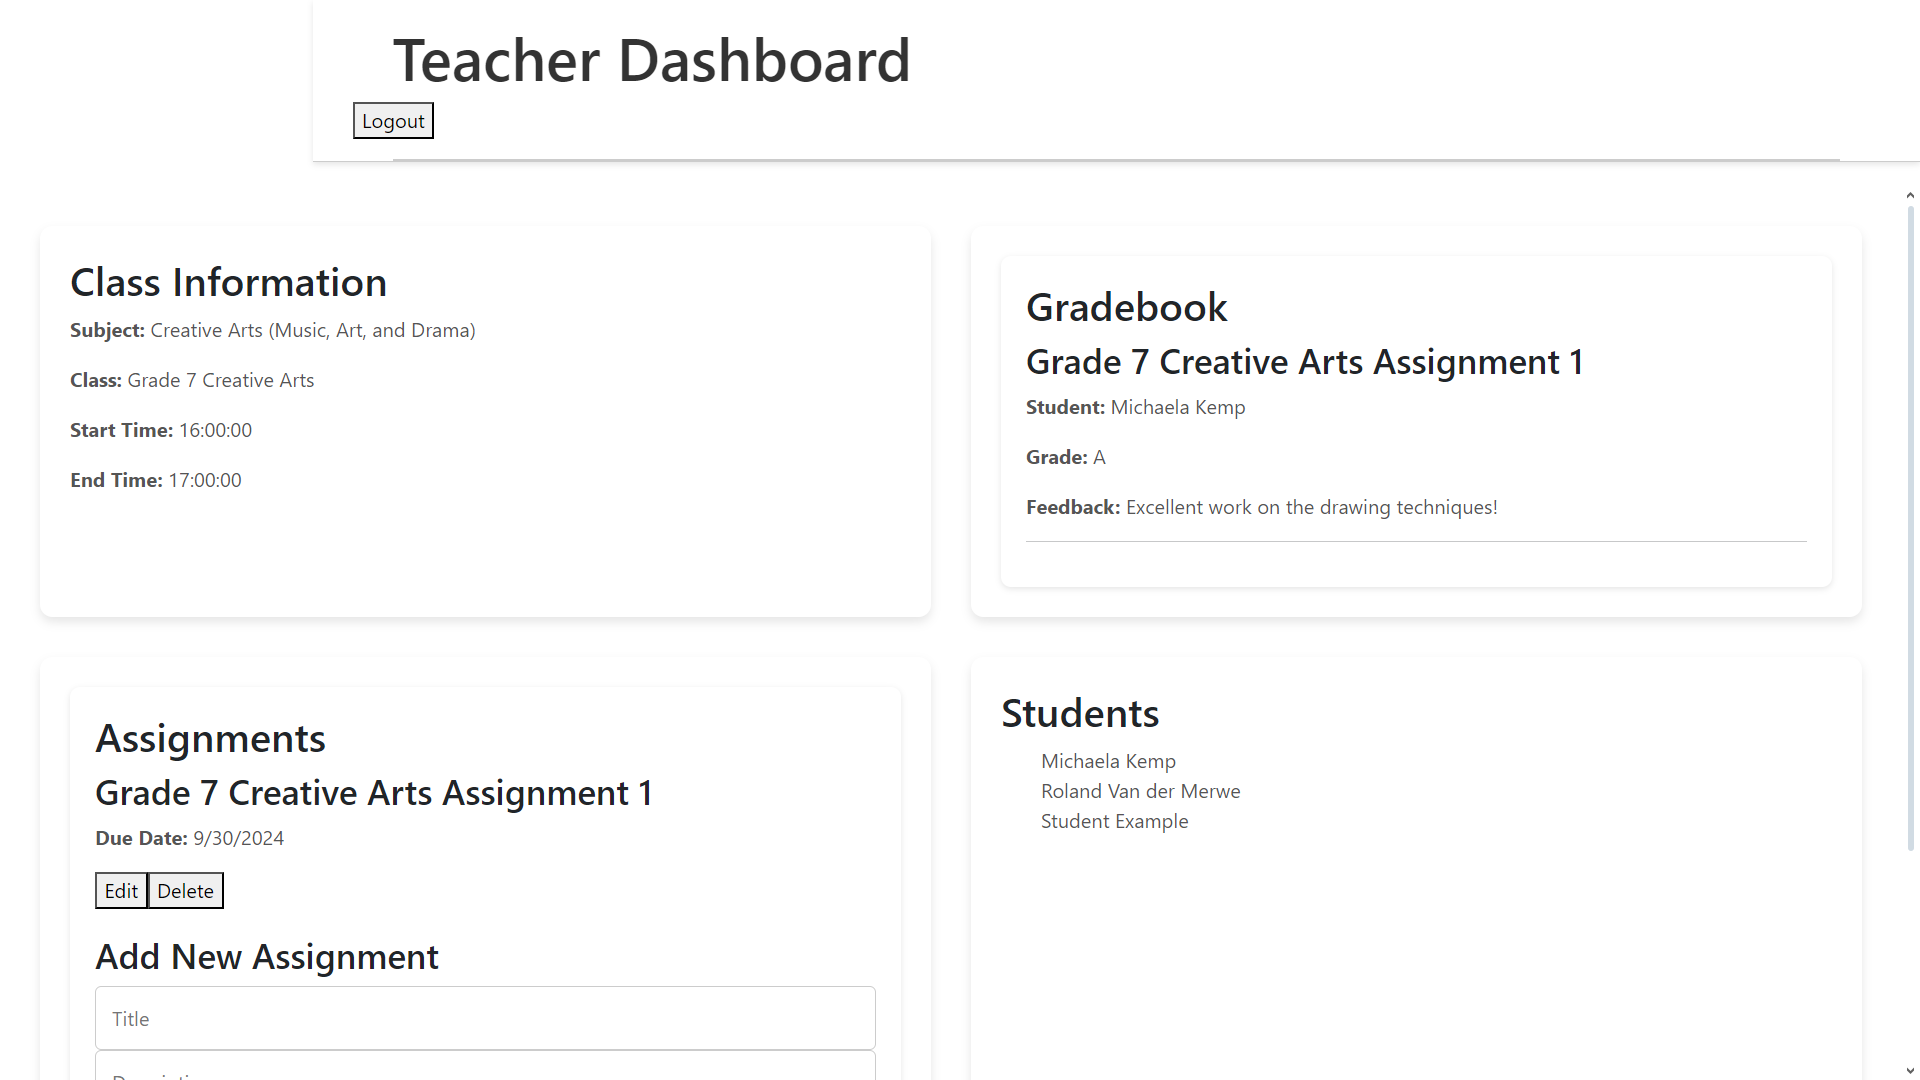 Teacher Dashboard
Logout
Class Information
Subject: Creative Arts (Music, Art, and Drama)
Class: Grade 7 Creative Arts
Start Time: 16:00:00
End Time: 17:00:00
Gradebook
Grade 7 Creative Arts Assignment 1
Student: Michaela Kemp
Grade: A
Feedback: Excellent work on the drawing techniques!
Assignments
Grade 7 Creative Arts Assignment 1
Due Date: 9/30/2024
Edit Delete
Add New Assignment
Title
Students
Michaela Kemp
Roland Van der Merwe
Student Example